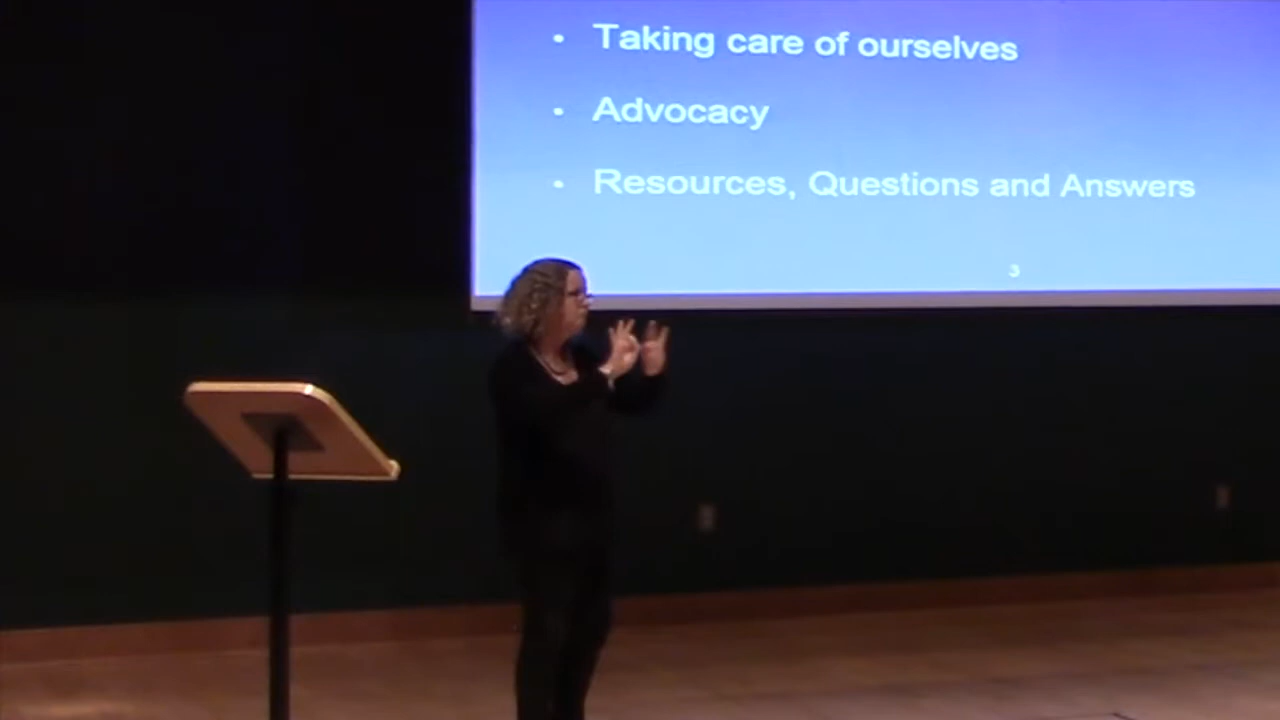 • Taking care of ourselves
• Advocacy
• Resources, Questions and Answers
3